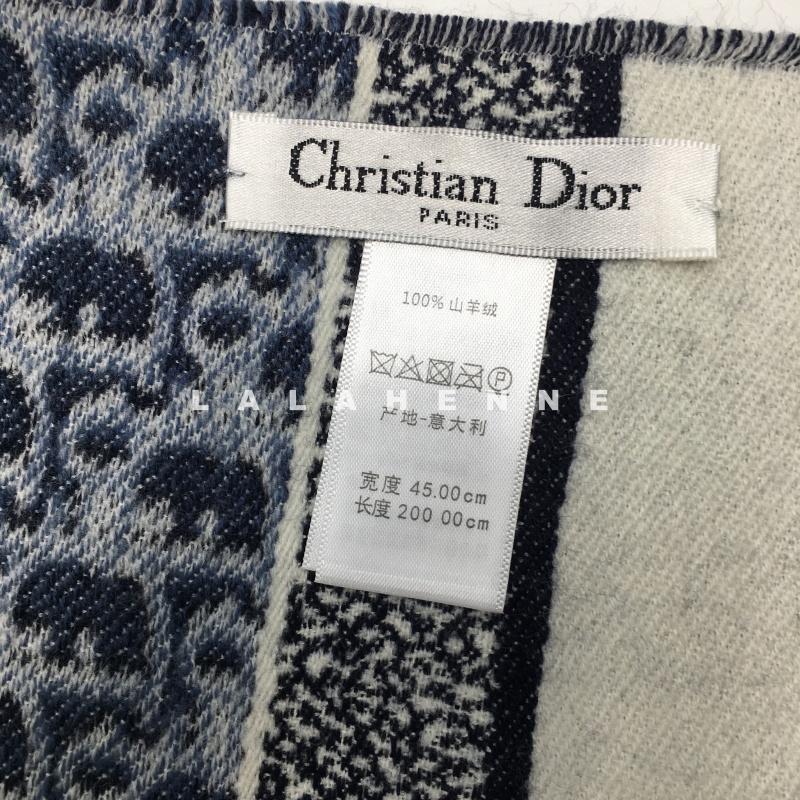 Christian Dior
PARIS
100% 山羊绒
P
LALAHENNE
产地-意大利
宽度 45.00cm
长度 200 00cm